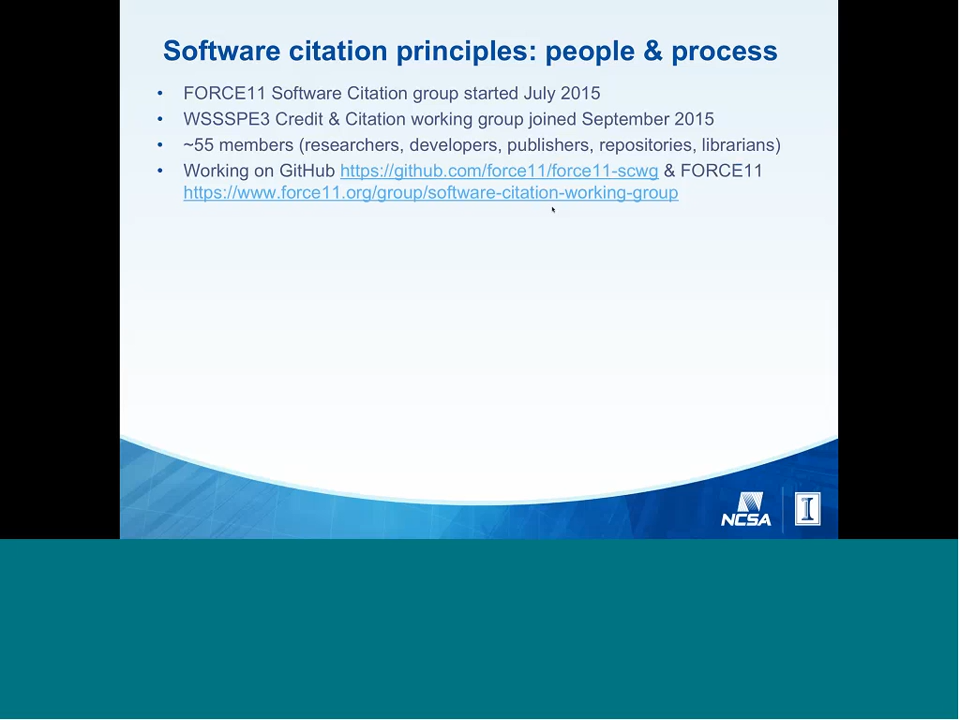 Software citation principles: people & process
• FORCE11 Software Citation group started July 2015
• WSSSPE3 Credit & Citation working group joined September 2015
• ~55 members (researchers, developers, publishers, repositories, librarians)
• Working on GitHub https://github.com/force11/force11-scwg & FORCE11
https://www.force11.org/group/software-citation-working-group
NCSA
I